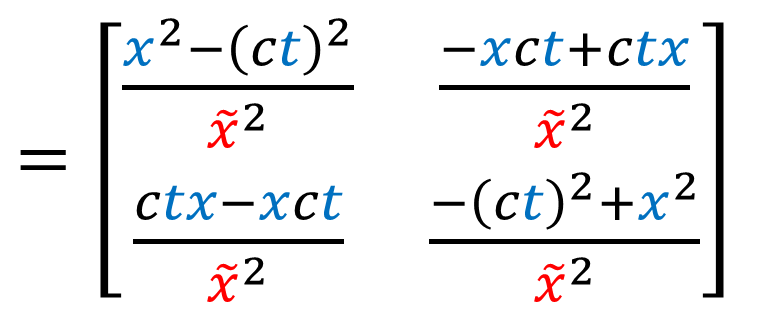 = [ (x²−(ct)²)/x̃² (−xct+ctx)/x̃²
(ctx−xct)/x̃² (−(ct)²+x²)/x̃² ]